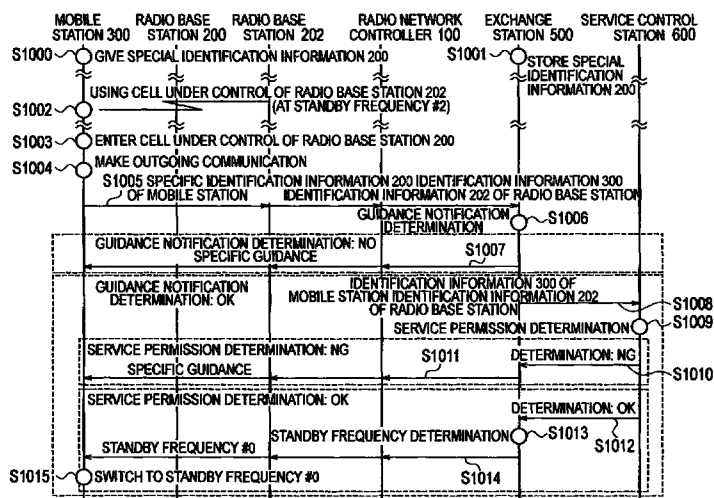 MOBILE STATION 300
RADIO BASE STATION 200
RADIO BASE STATION 202
RADIO NETWORK CONTROLLER 100
EXCHANGE STATION 500
SERVICE CONTROL STATION 600
S1000
GIVE SPECIAL IDENTIFICATION INFORMATION 200
S1001
STORE SPECIAL
IDENTIFICATION
INFORMATION 200
USING CELL UNDER CONTROL OF RADIO BASE STATION 202
(AT STANDBY FREQUENCY #2)
S1002
S1003
ENTER CELL UNDER CONTROL OF RADIO BASE STATION 200
S1004
MAKE OUTGOING COMMUNICATION
S1005 SPECIFIC IDENTIFICATION INFORMATION 200 IDENTIFICATION INFORMATION 300
OF MOBILE STATION IDENTIFICATION INFORMATION 202 OF RADIO BASE STATION
GUIDANCE NOTIFICATION
DETERMINATION
S1006
GUIDANCE NOTIFICATION DETERMINATION: NO
SPECIFIC GUIDANCE
S1007
GUIDANCE NOTIFICATION
DETERMINATION: OK
IDENTIFICATION INFORMATION 300 OF
MOBILE STATION IDENTIFICATION INFORMATION 202
OF RADIO BASE STATION
S1008
SERVICE PERMISSION DETERMINATION
S1009
SERVICE PERMISSION DETERMINATION: NG
SPECIFIC GUIDANCE
S1011
DETERMINATION: NG
S1010
SERVICE PERMISSION DETERMINATION: OK
DETERMINATION: OK
S1012
STANDBY FREQUENCY DETERMINATION
S1013
STANDBY FREQUENCY #0
S1014
S1015
SWITCH TO STANDBY FREQUENCY #0